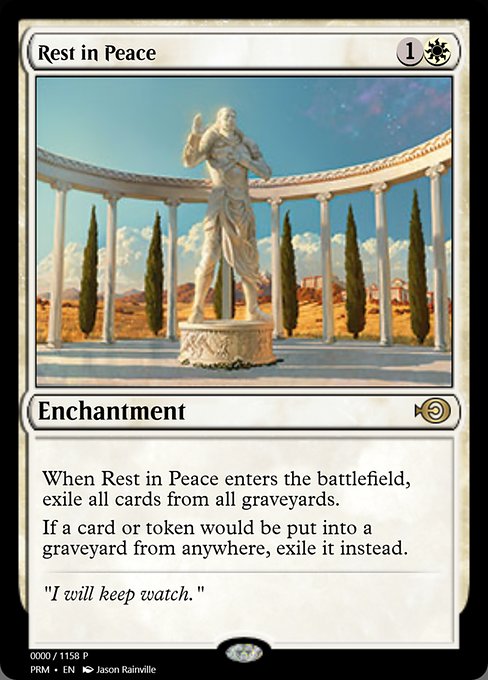 Rest in Peace 1
Enchantment
When Rest in Peace enters the battlefield,
exile all cards from all graveyards.
If a card or token would be put into a
graveyard from anywhere, exile it instead.
"I will keep watch."
0000 / 1158 P
PRM • EN Jason Rainville